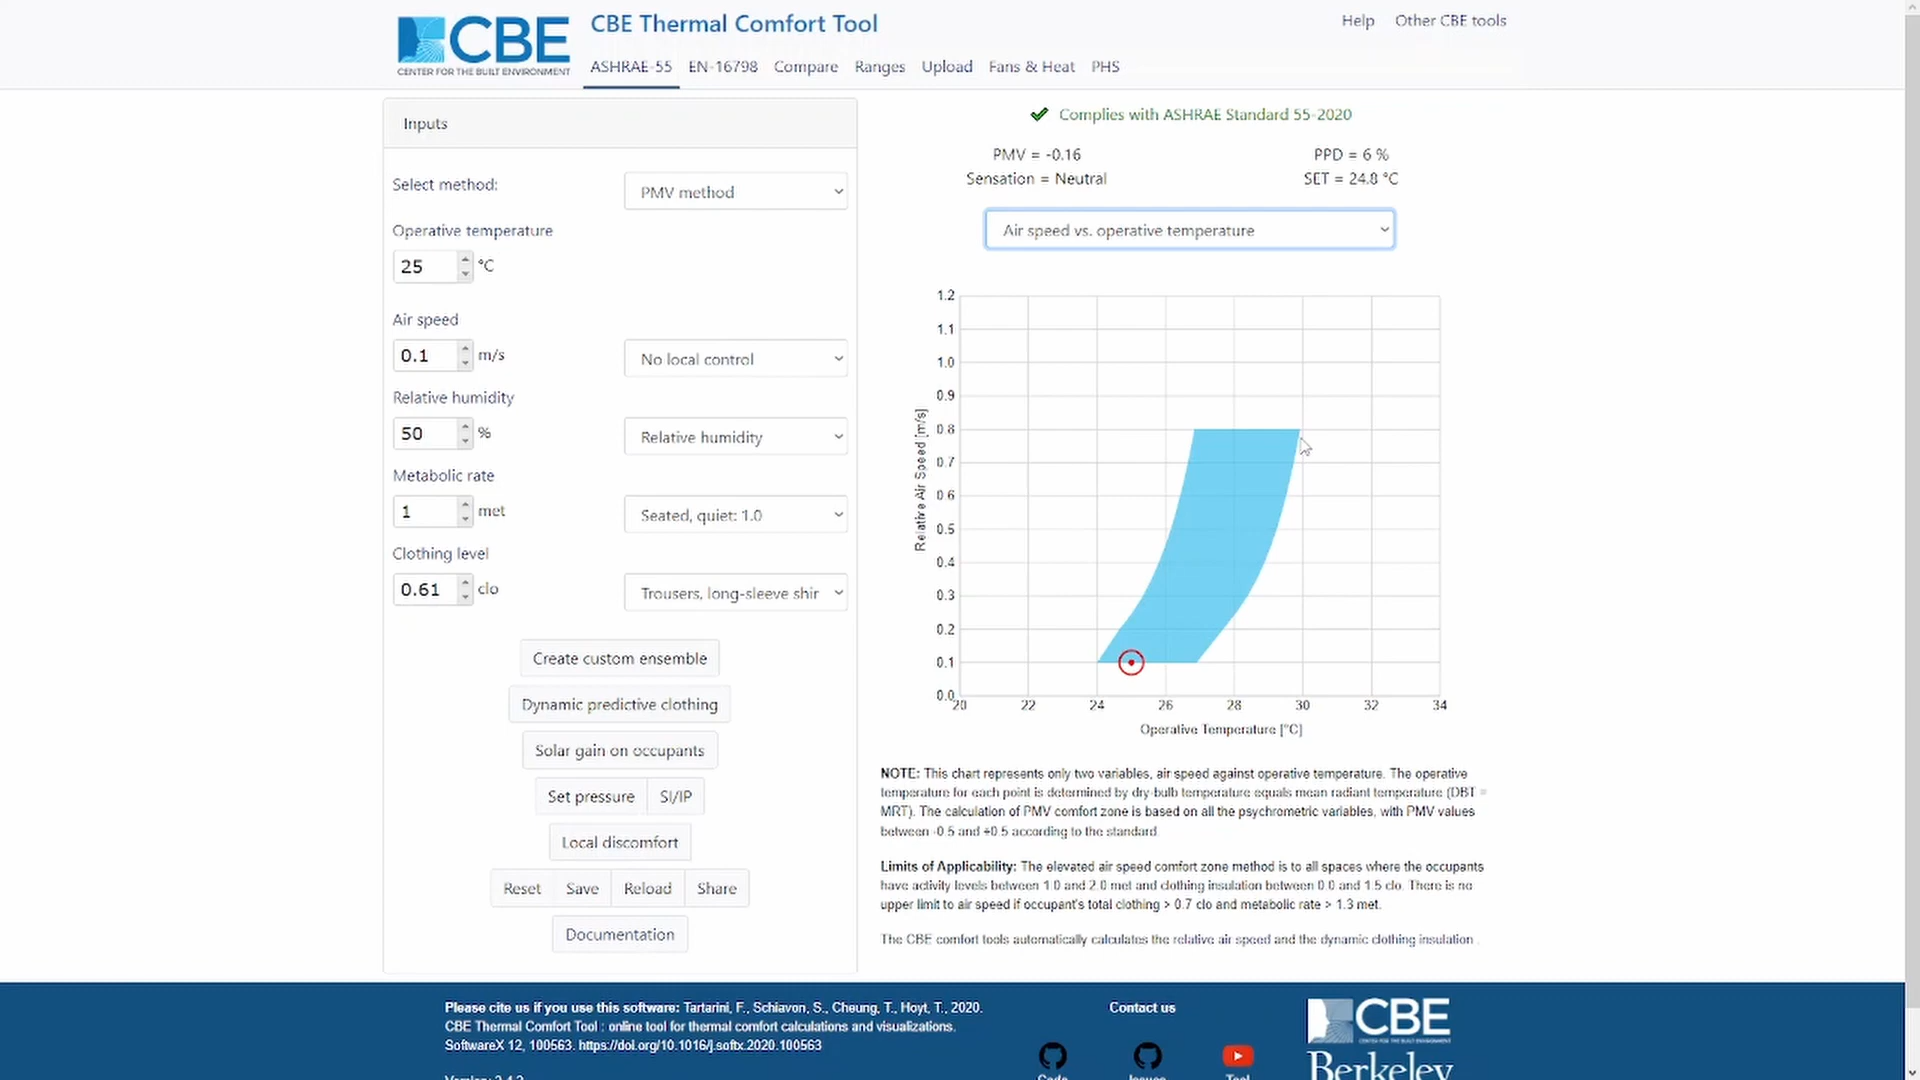 CBE
CENTER FOR THE BUILT ENVIRONMENT
CBE Thermal Comfort Tool
Help
Other CBE tools
ASHRAE-55
EN-16798
Compare
Ranges
Upload
Fans & Heat
PHS
Inputs
Select method:
PMV method
Operative temperature
25
°C
Air speed
0.1
m/s
No local control
Relative humidity
50
%
Relative humidity
Metabolic rate
1
met
Seated, quiet: 1.0
Clothing level
0.61
clo
Trousers, long-sleeve shir
Create custom ensemble
Dynamic predictive clothing
Solar gain on occupants
Set pressure
SI/IP
Local discomfort
Reset
Save
Reload
Share
Documentation
Complies with ASHRAE Standard 55-2020
PMV = -0.16
PPD = 6 %
Sensation = Neutral
SET = 24.8 °C
Air speed vs. operative temperature
1.2
1.1
1.0
0.9
0.8
0.7
0.6
0.5
0.4
0.3
0.2
0.1
0.0
Relative Air Speed [m/s]
20
22
24
26
28
30
32
34
Operative Temperature [°C]
NOTE: This chart represents only two variables, air speed against operative temperature. The operative
temperature for each point is determined by dry-bulb temperature equals mean radiant temperature (DBT =
MRT). The calculation of PMV comfort zone is based on all the psychrometric variables, with PMV values
between -0.5 and +0.5 according to the standard.
Limits of Applicability: The elevated air speed comfort zone method is to all spaces where the occupants
have activity levels between 1.0 and 2.0 met and clothing insulation between 0.0 and 1.5 clo. There is no
upper limit to air speed if occupant's total clothing > 0.7 clo and metabolic rate > 1.3 met.
The CBE comfort tools automatically calculates the relative air speed and the dynamic clothing insulation .
Please cite us if you use this software: Tartarini, F., Schiavon, S., Cheung, T., Hoyt, T., 2020.
CBE Thermal Comfort Tool : online tool for thermal comfort calculations and visualizations.
SoftwareX 12, 100563. https://doi.org/10.1016/j.softx.2020.100563
Version: 2.4.2
Contact us
Code
Issues
Tool
CBE
CENTER FOR THE BUILT ENVIRONMENT
Berkeley